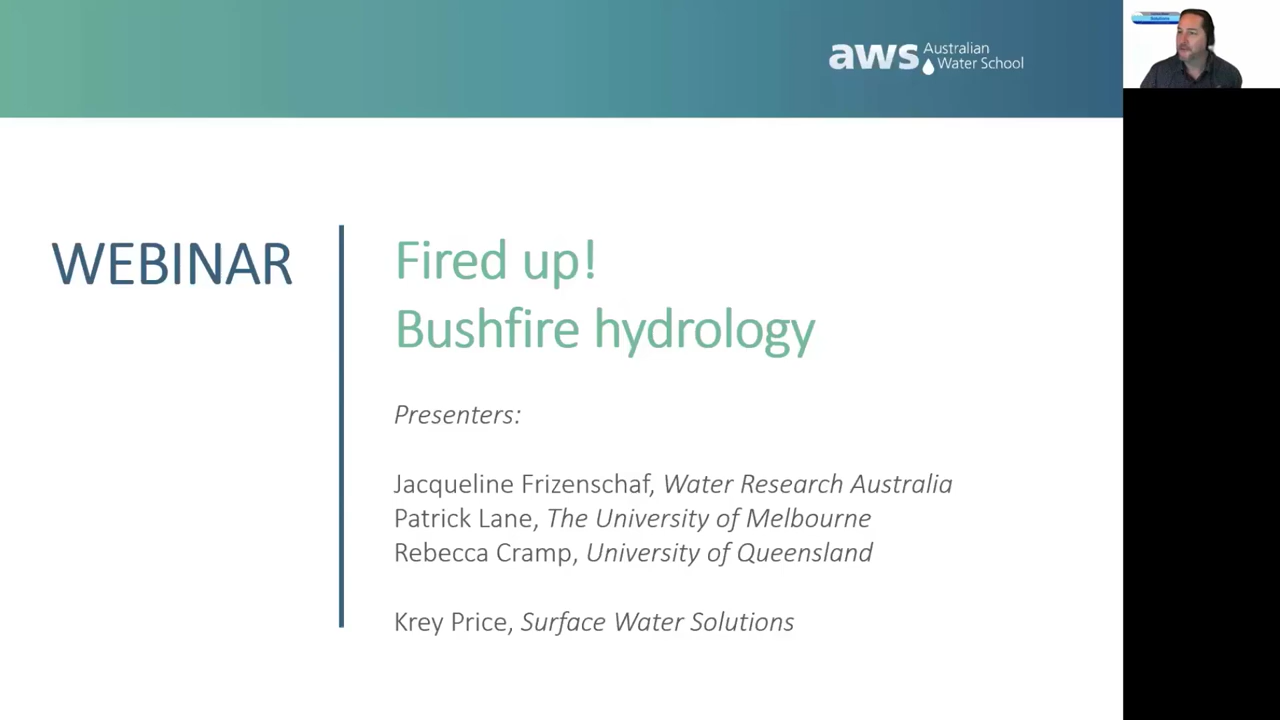 aws Australian
Water School
Solutions
WEBINAR
Fired up!
Bushfire hydrology
Presenters:
Jacqueline Frizenschaf, Water Research Australia
Patrick Lane, The University of Melbourne
Rebecca Cramp, University of Queensland
Krey Price, Surface Water Solutions